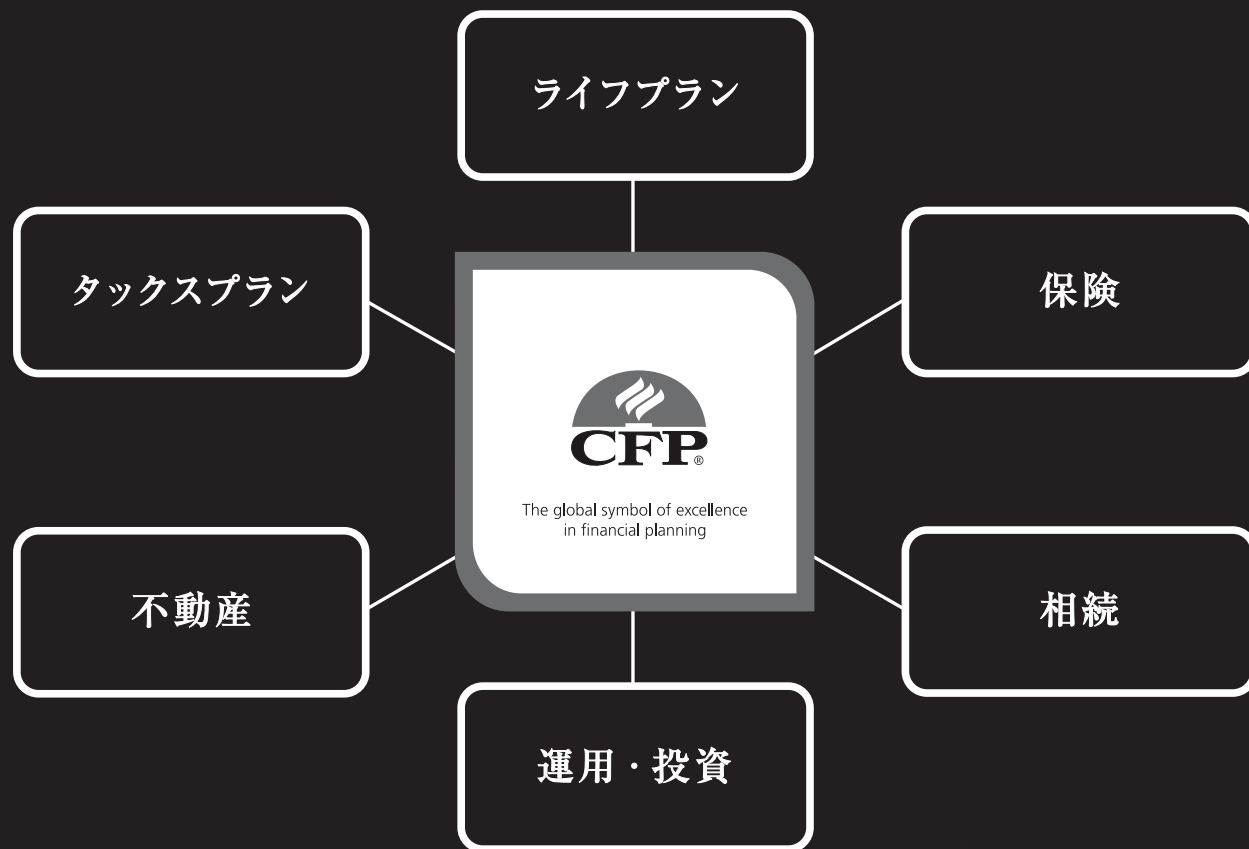 ライフプラン
タックスプラン
保険
CFP®
The global symbol of excellence
in financial planning
不動産
相続
運用・投資